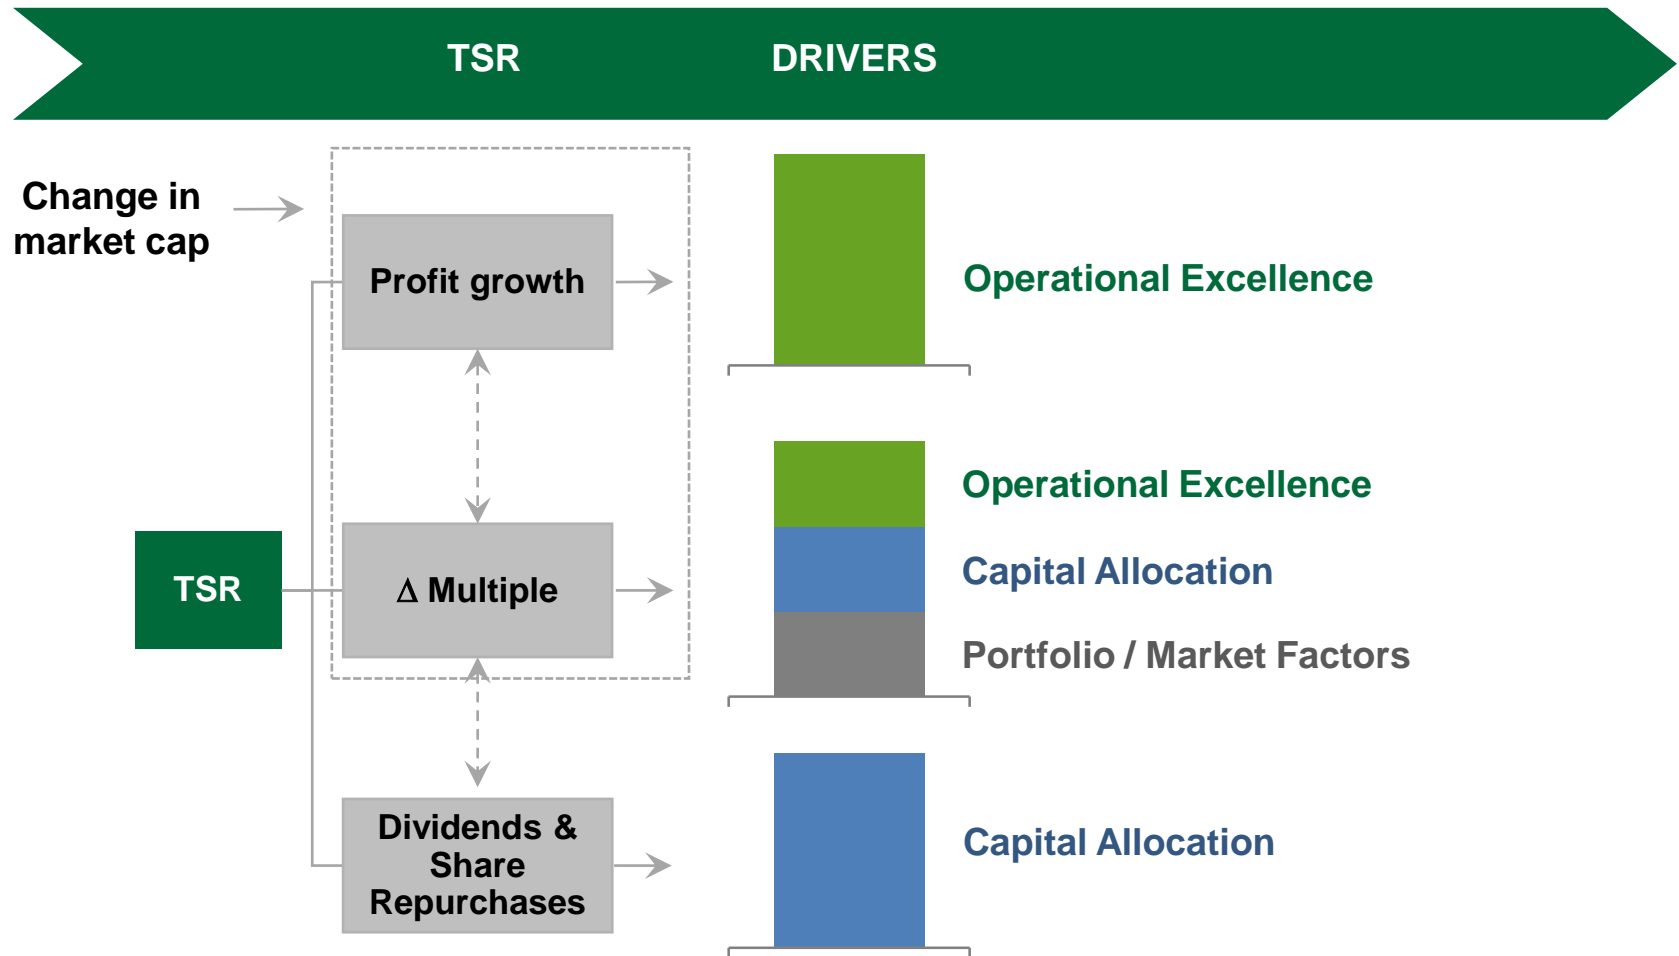 TSR DRIVERS
Change in
market cap
Profit growth
Operational Excellence
Operational Excellence
TSR
Δ Multiple
Capital Allocation
Portfolio / Market Factors
Dividends &
Share
Repurchases
Capital Allocation